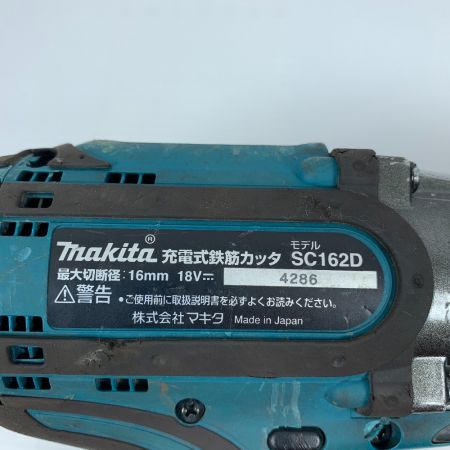 モデル
makita® 充電式鉄筋カッタ SC162D
最大切断径:16mm 18V⎓ 4286
⚠警告 ●ご使用前に取扱説明書を必ずよくお読みください。
株式会社マキタ Made in Japan